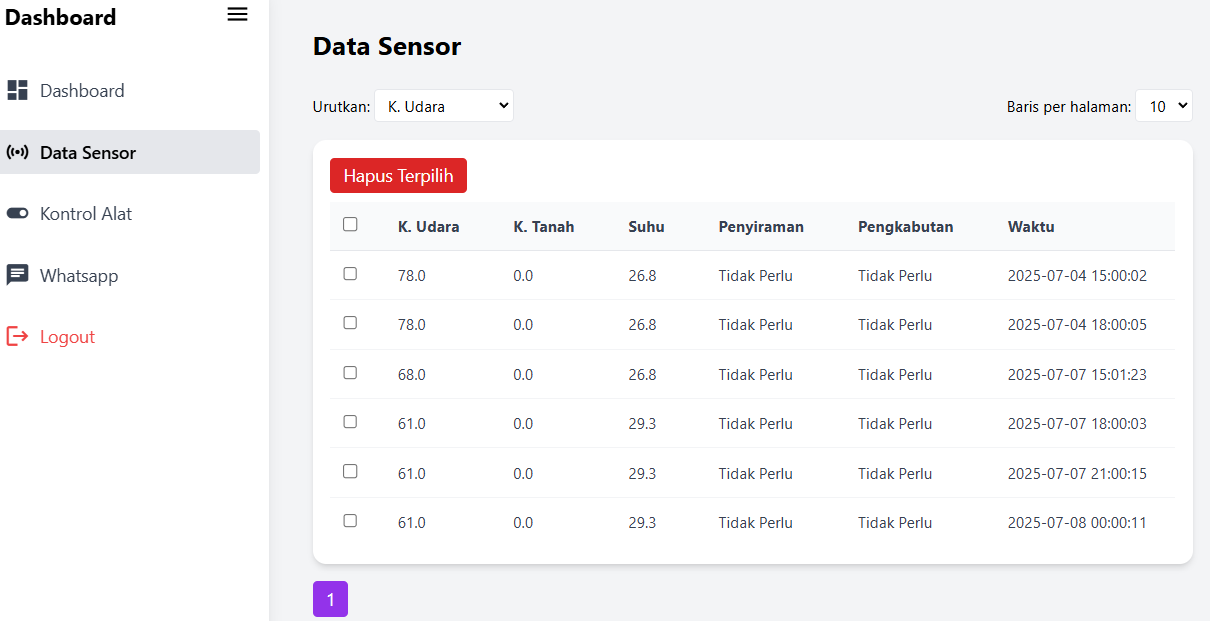 Dashboard
Dashboard
Data Sensor
Kontrol Alat
Whatsapp
Logout
Data Sensor
Urutkan: K. Udara
Baris per halaman: 10
Hapus Terpilih
K. Udara K. Tanah Suhu Penyiraman Pengkabutan Waktu
78.0 0.0 26.8 Tidak Perlu Tidak Perlu 2025-07-04 15:00:02
78.0 0.0 26.8 Tidak Perlu Tidak Perlu 2025-07-04 18:00:05
68.0 0.0 26.8 Tidak Perlu Tidak Perlu 2025-07-07 15:01:23
61.0 0.0 29.3 Tidak Perlu Tidak Perlu 2025-07-07 18:00:03
61.0 0.0 29.3 Tidak Perlu Tidak Perlu 2025-07-07 21:00:15
61.0 0.0 29.3 Tidak Perlu Tidak Perlu 2025-07-08 00:00:11
1